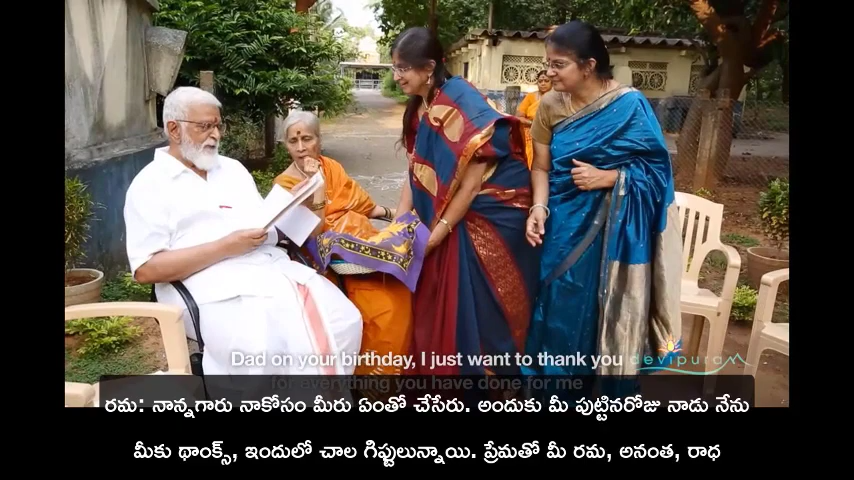 Dad on your birthday, I just want to thank you
devipuram
for everything you have done for me
రమ: నాన్నగారు నాకోసం మీరు ఏంతో చేసేరు. అందుకు మీ పుట్టినరోజు నాడు నేను
మీకు థాంక్స్, ఇందులో చాల గిఫ్టులున్నాయి. ప్రేమతో మీ రమ, అనంత, రాధ